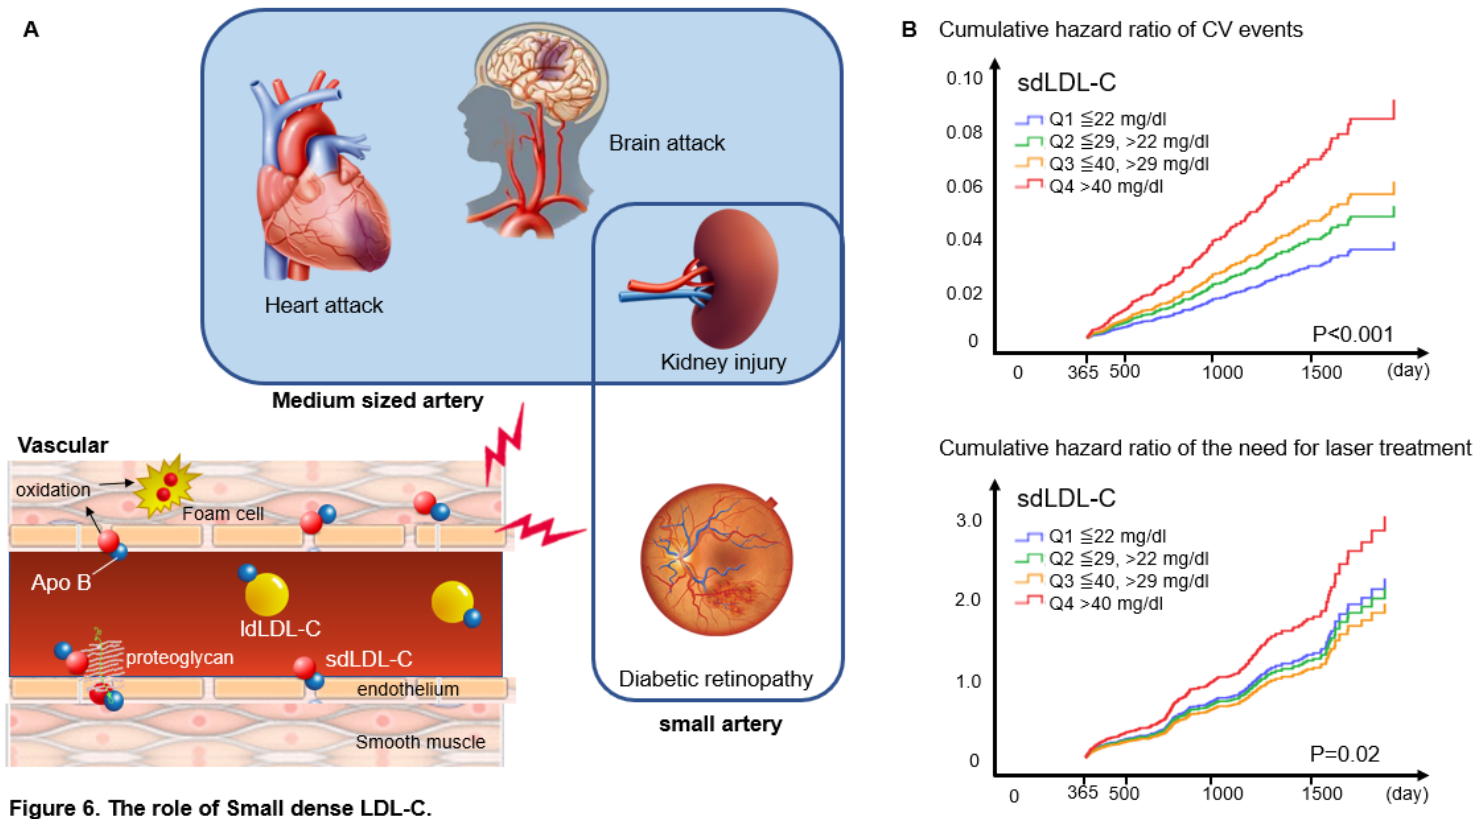 A
Brain attack
Heart attack
Kidney injury
Medium sized artery
Vascular
oxidation
Foam cell
Apo B
ldLDL-C
proteoglycan
sdLDL-C
endothelium
Smooth muscle
Diabetic retinopathy
small artery
B Cumulative hazard ratio of CV events
sdLDL-C
Q1 ≦22 mg/dl
Q2 ≦29, >22 mg/dl
Q3 ≦40, >29 mg/dl
Q4 >40 mg/dl
0.10
0.08
0.06
0.04
0.02
0
P<0.001
0 365 500 1000 1500 (day)
Cumulative hazard ratio of the need for laser treatment
sdLDL-C
Q1 ≦22 mg/dl
Q2 ≦29, >22 mg/dl
Q3 ≦40, >29 mg/dl
Q4 >40 mg/dl
3.0
2.0
1.0
0
P=0.02
0 365 500 1000 1500 (day)
Figure 6. The role of Small dense LDL-C.